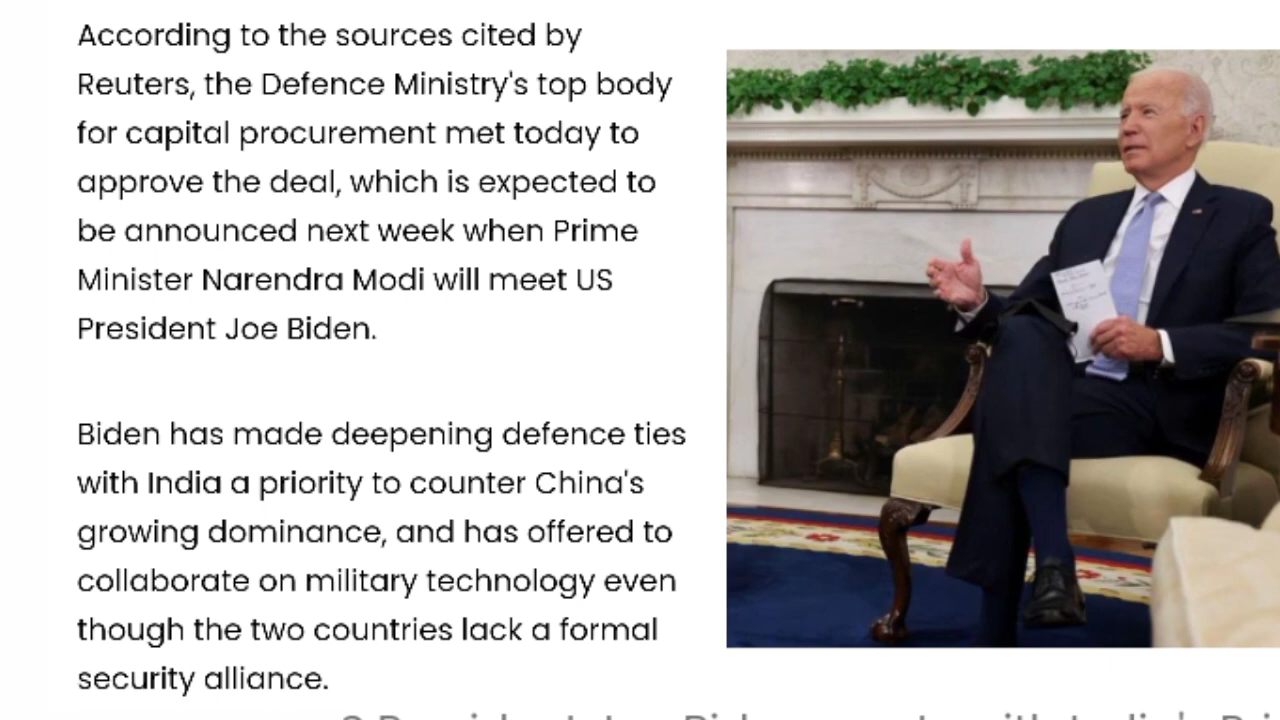 According to the sources cited by
Reuters, the Defence Ministry's top body
for capital procurement met today to
approve the deal, which is expected to
be announced next week when Prime
Minister Narendra Modi will meet US
President Joe Biden.
Biden has made deepening defence ties
with India a priority to counter China's
growing dominance, and has offered to
collaborate on military technology even
though the two countries lack a formal
security alliance.